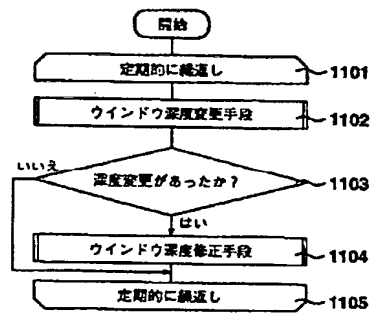 開始
定期的に繰返し 1101
ウインドウ深度変更手段 1102
深度変更があったか? 1103
いいえ
はい
ウインドウ深度修正手段 1104
定期的に繰返し 1105